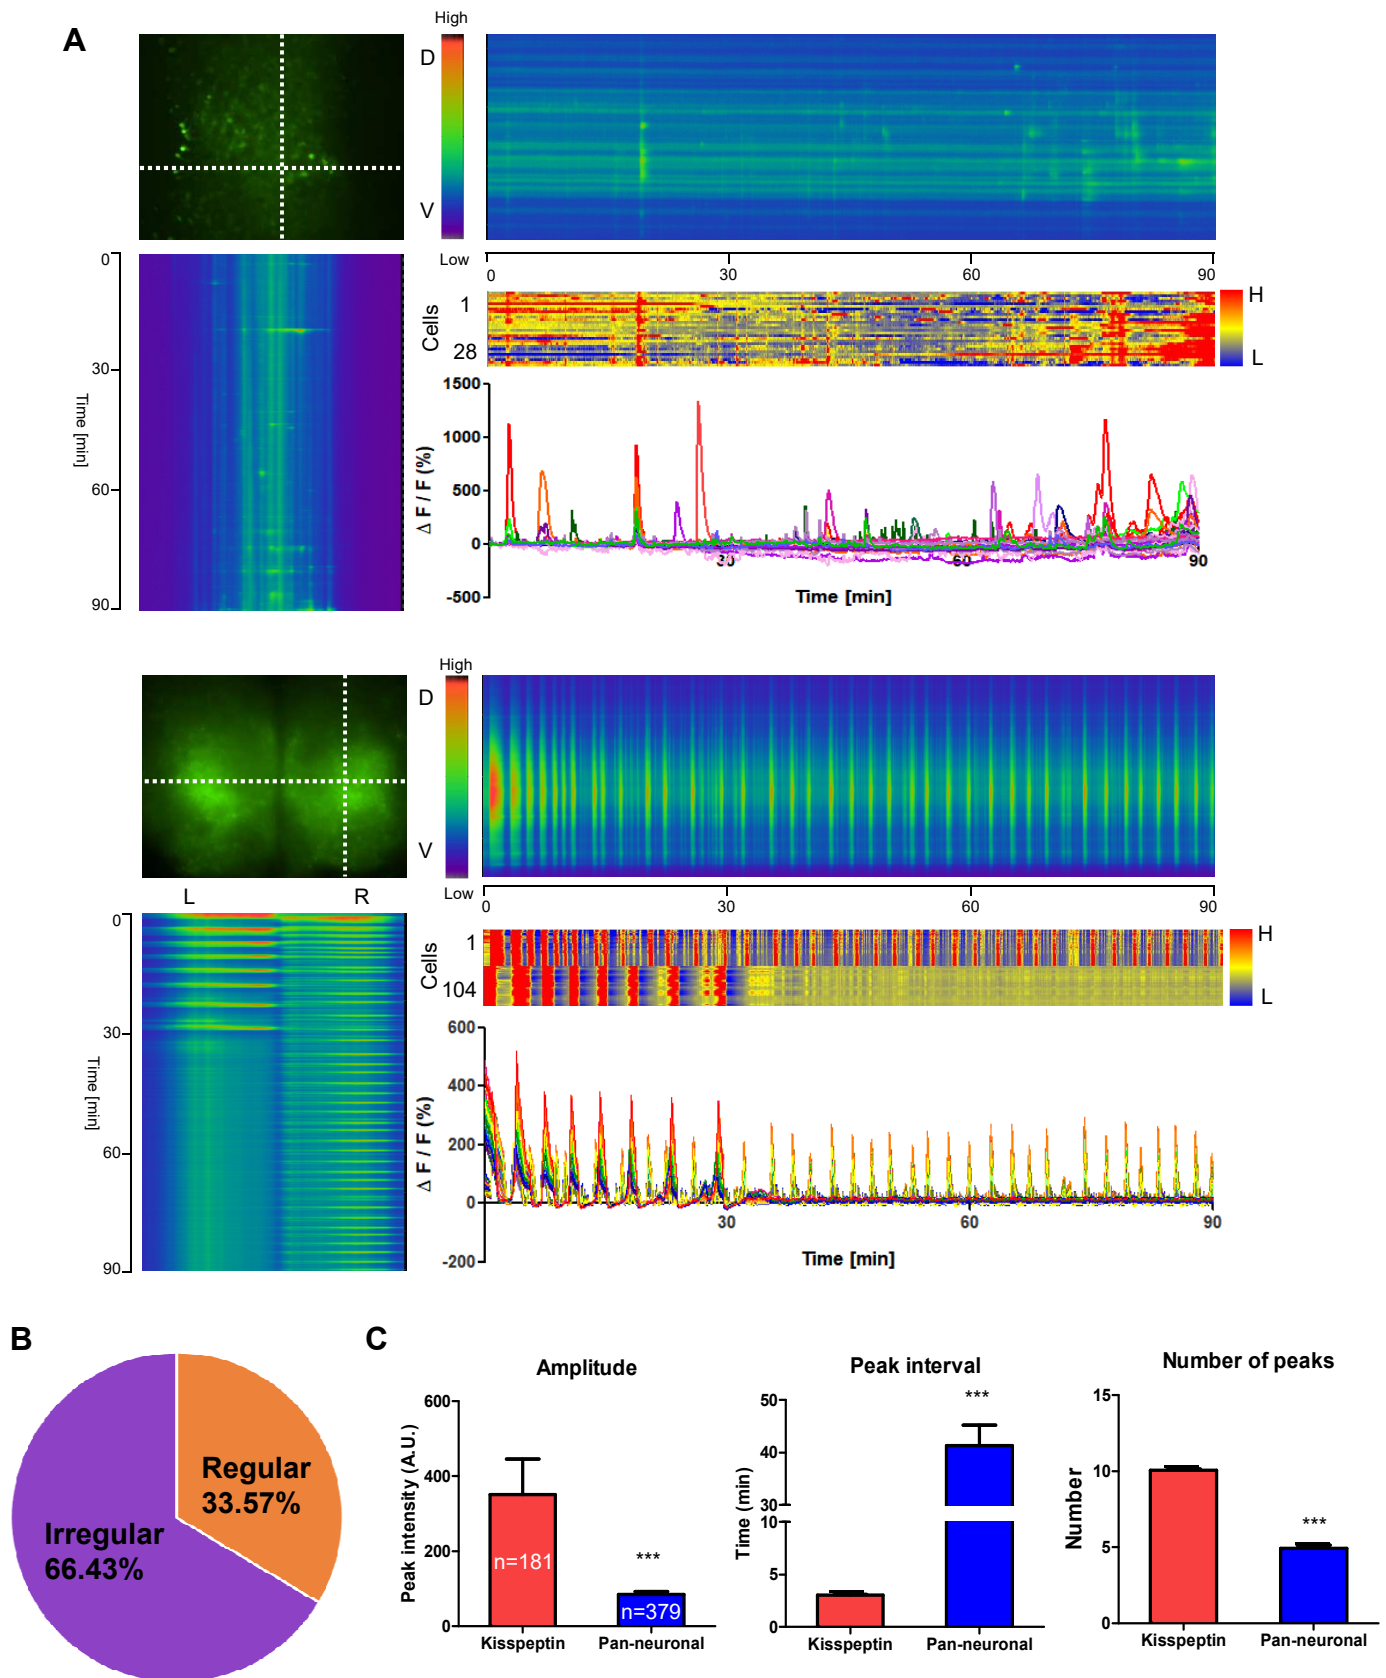 A
High
D
V
Low
0
30
60
90
Time [min]
0
30
60
90
Cells
1
28
H
L
1500
1000
500
0
-500
Δ F / F (%)
30
60
90
Time [min]
High
D
V
Low
L
R
0
30
60
90
Time [min]
0
30
60
90
Cells
1
104
H
L
600
400
200
0
-200
Δ F / F (%)
30
60
90
Time [min]
B
Regular
33.57%
Irregular
66.43%
C
Amplitude
Peak intensity (A.U.)
600
400
200
0
n=181
***
n=379
Kisspeptin
Pan-neuronal
Peak interval
Time (min)
50
40
30
10
5
0
***
Kisspeptin
Pan-neuronal
Number of peaks
Number
15
10
5
0
***
Kisspeptin
Pan-neuronal